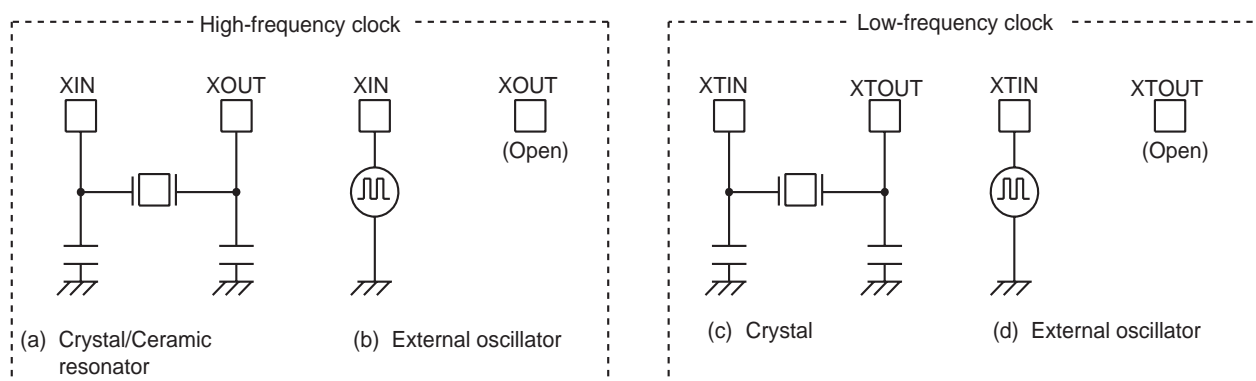 High-frequency clock
XIN XOUT XIN XOUT
(Open)
(a) Crystal/Ceramic
resonator
(b) External oscillator
Low-frequency clock
XTIN XTOUT XTIN XTOUT
(Open)
(c) Crystal
(d) External oscillator